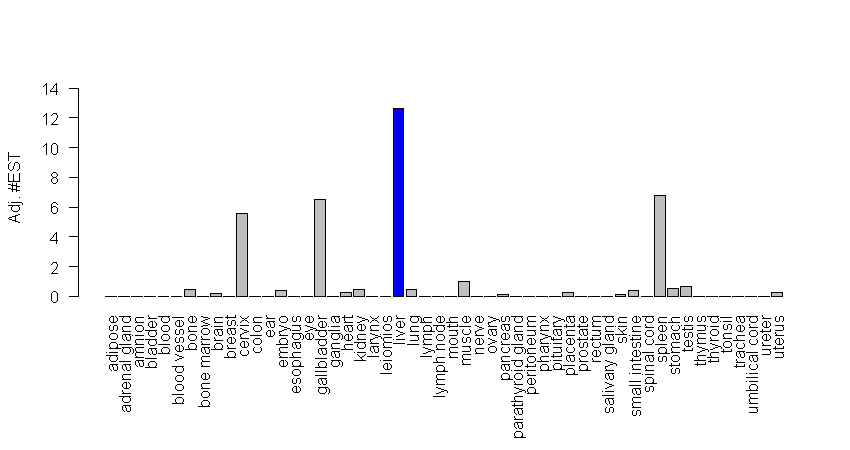 Adj. #EST
14
12
10
8
6
4
2
0
adipose
adrenal gland
amnion
bladder
blood
blood vessel
bone
bone marrow
brain
breast
cervix
colon
ear
embryo
esophagus
eye
gallbladder
ganglia
heart
kidney
larynx
leiomios
liver
lung
lymph
lymph node
mouth
muscle
nerve
ovary
pancreas
parathyroid gland
peritoneum
pharynx
pituitary
placenta
prostate
rectum
salivary gland
skin
small intestine
spinal cord
spleen
stomach
testis
thymus
thyroid
tonsil
trachea
umbilical cord
ureter
uterus